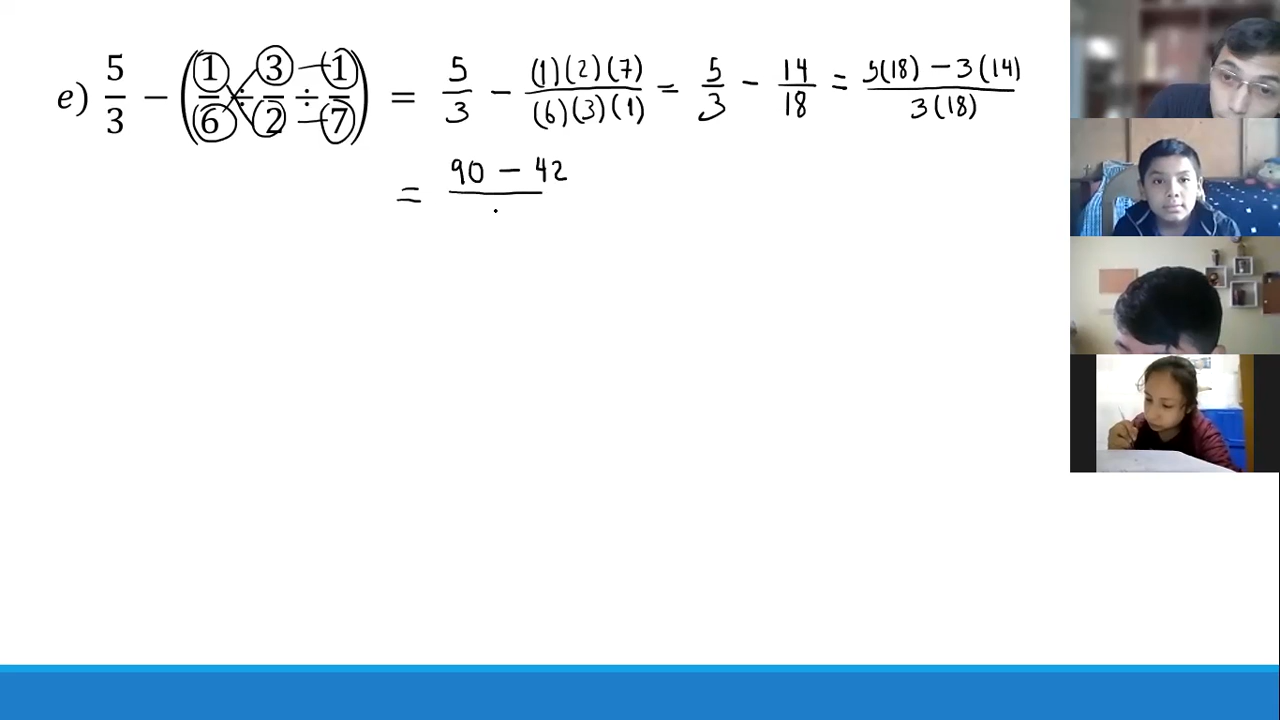 e) 5/3 − (1/6 ÷ 3/2 ÷ 1/7) = 5/3 − (1)(2)(7)/(6)(3)(1) = 5/3 − 14/18 = 5(18) − 3(14)/3(18)
= 90 − 42